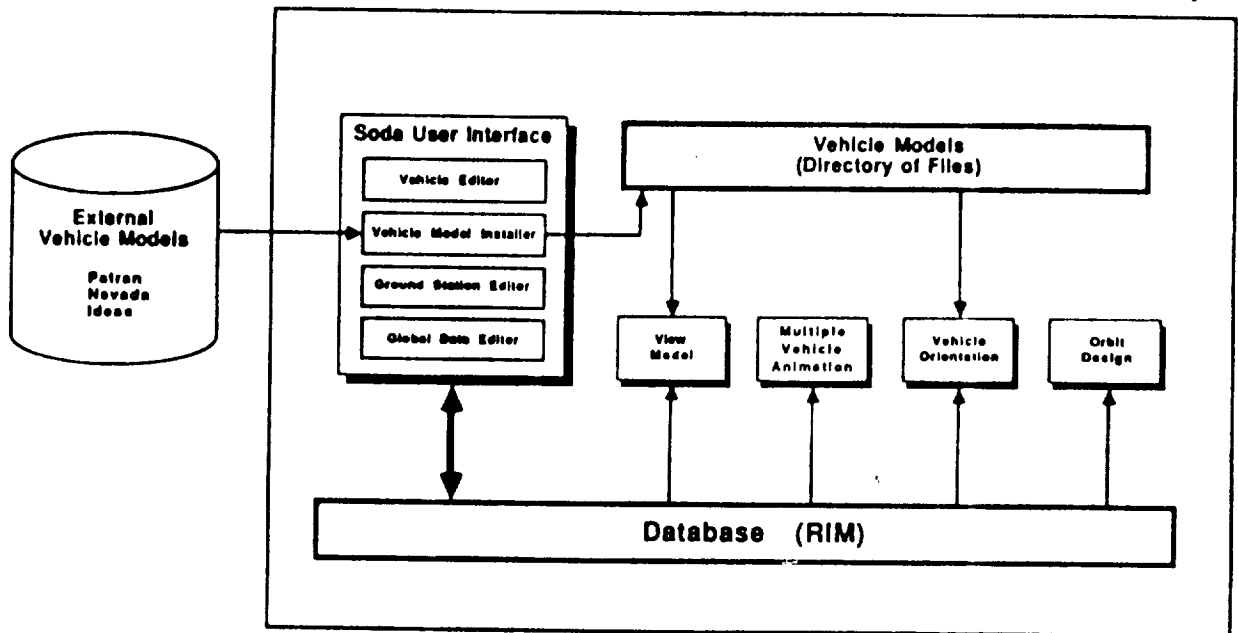 External
Vehicle Models
Patran
Nevada
Ideas
Soda User Interface
Vehicle Editor
Vehicle Model Installer
Ground Station Editor
Global Data Editor
Vehicle Models
(Directory of Files)
View
Model
Multiple
Vehicle
Animation
Vehicle
Orientation
Orbit
Design
Database (RIM)